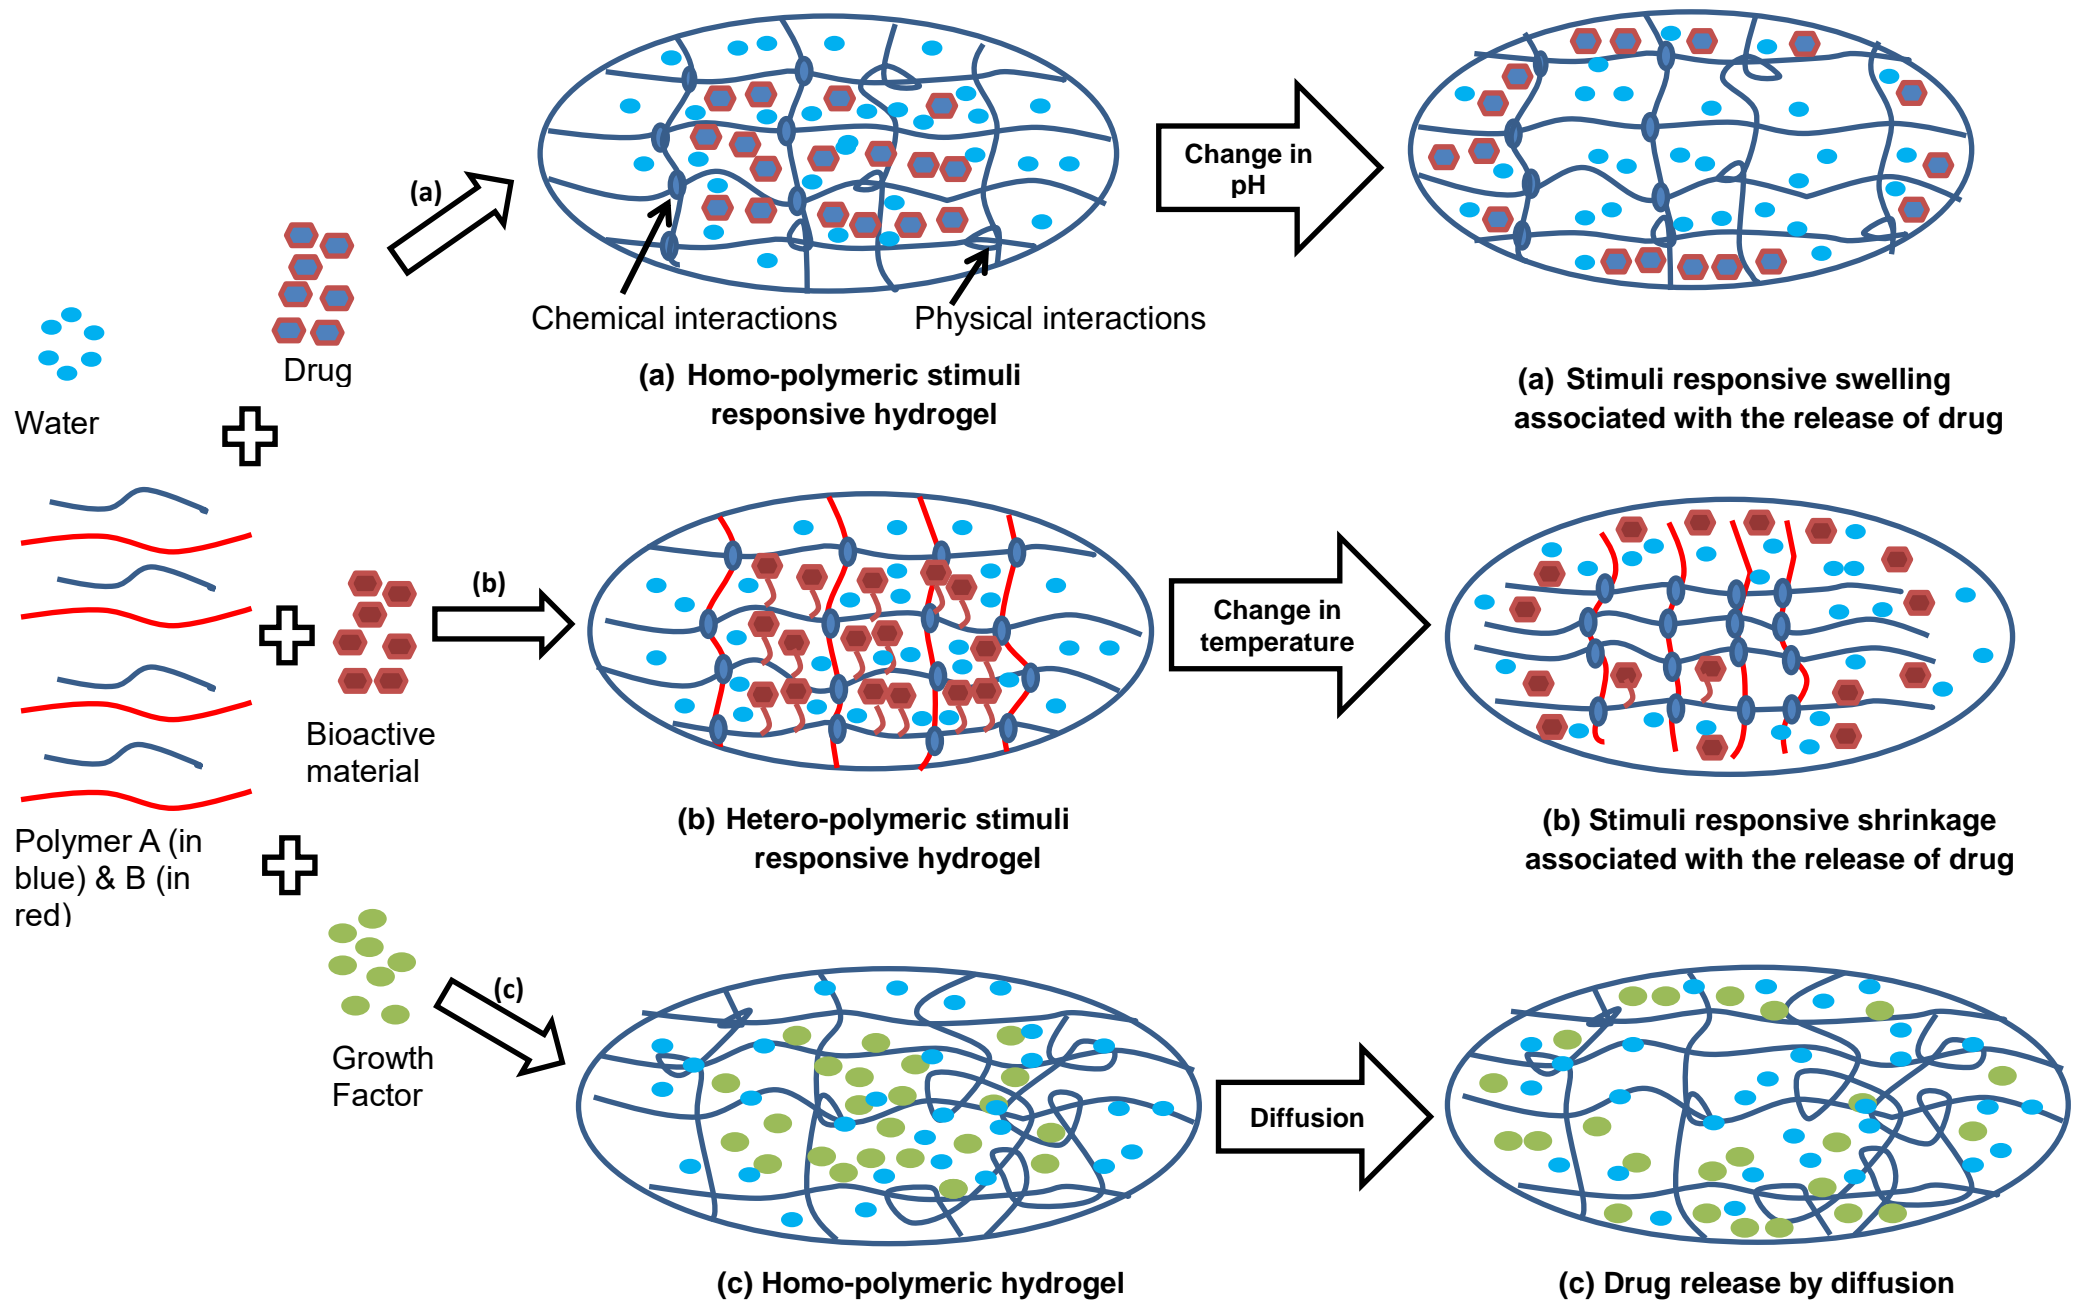 (a)
Change in
pH
Chemical interactions
Physical interactions
Drug
Water
(a) Homo-polymeric stimuli
responsive hydrogel
(a) Stimuli responsive swelling
associated with the release of drug
(b)
Change in
temperature
Bioactive
material
Polymer A (in
blue) & B (in
red)
(b) Hetero-polymeric stimuli
responsive hydrogel
(b) Stimuli responsive shrinkage
associated with the release of drug
(c)
Growth
Factor
Diffusion
(c) Homo-polymeric hydrogel
(c) Drug release by diffusion